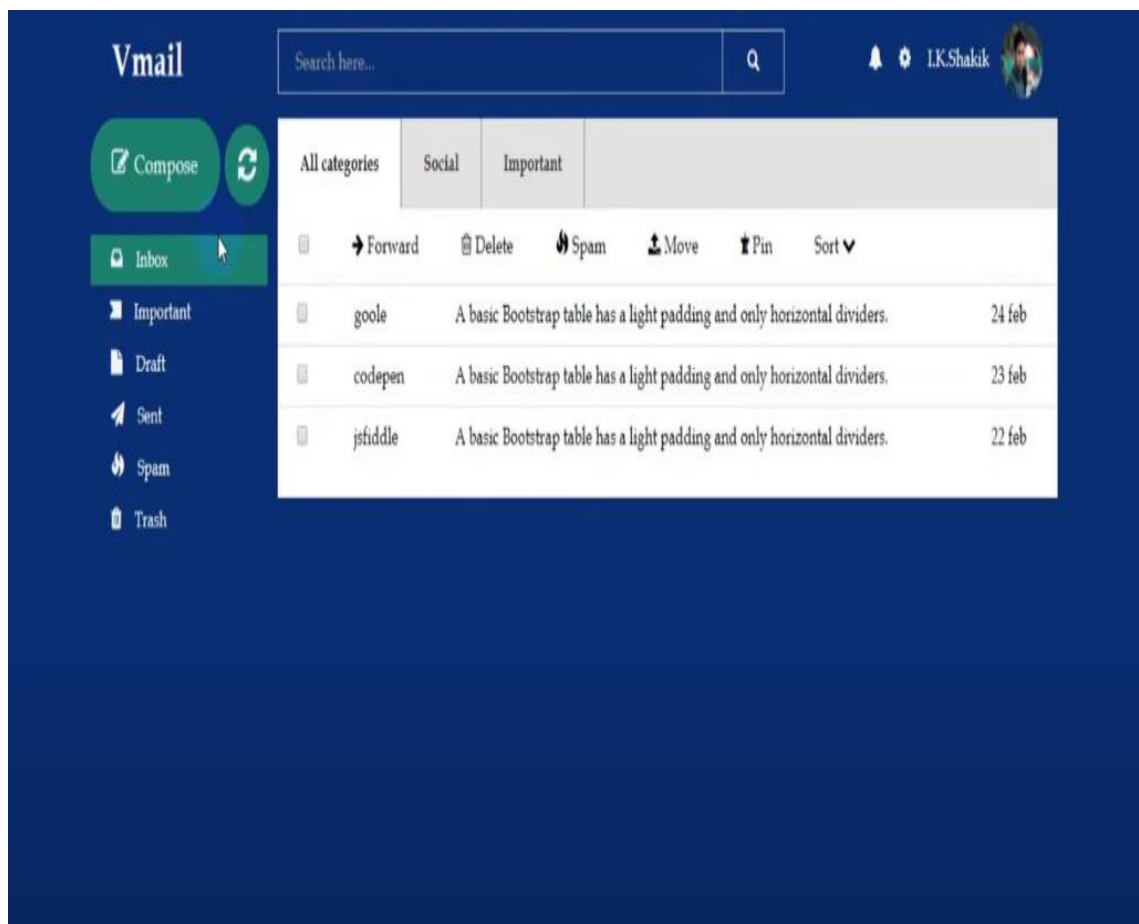 Vmail
Search here...
I.K.Shakik
Compose
All categories Social Important
Inbox
Important
Draft
Sent
Spam
Trash
Forward Delete Spam Move Pin Sort
goole A basic Bootstrap table has a light padding and only horizontal dividers. 24 feb
codepen A basic Bootstrap table has a light padding and only horizontal dividers. 23 feb
jsfiddle A basic Bootstrap table has a light padding and only horizontal dividers. 22 feb